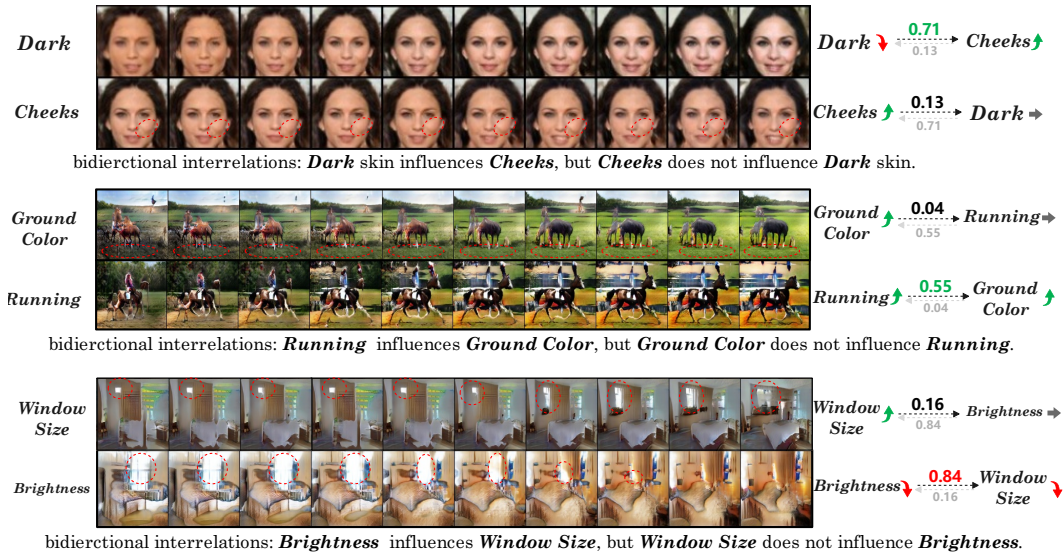 Dark
Dark 0.71 Cheeks
0.13
Cheeks
Cheeks 0.13 Dark
0.71
bidierctional interrelations: Dark skin influences Cheeks, but Cheeks does not influence Dark skin.
Ground
Color
Ground
Color 0.04 Running
0.55
Running
Running 0.55 Ground
Color
0.04
bidierctional interrelations: Running influences Ground Color, but Ground Color does not influence Running.
Window
Size
Window
Size 0.16 Brightness
0.84
Brightness
Brightness 0.84 Window
Size
0.16
bidierctional interrelations: Brightness influences Window Size, but Window Size does not influence Brightness.